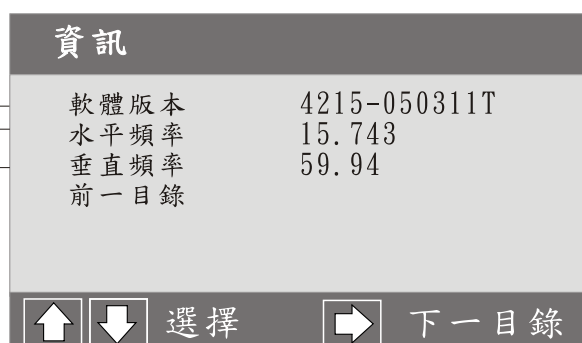 資訊
軟體版本 4215-050311T
水平頻率 15.743
垂直頻率 59.94
前一目錄
選擇 下一目錄